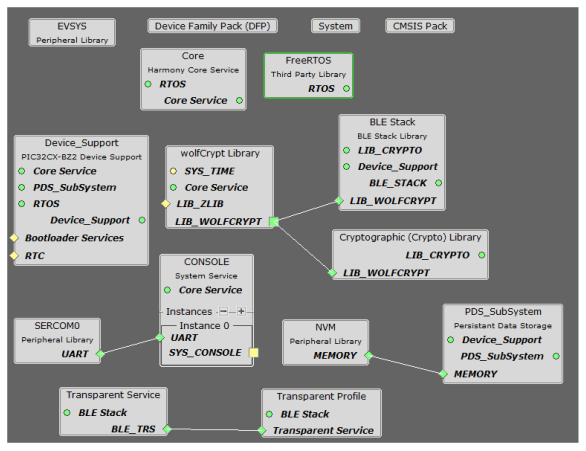 EVSYS
Peripheral Library
Device Family Pack (DFP)
System
CMSIS Pack
Core
Harmony Core Service
RTOS
Core Service
FreeRTOS
Third Party Library
RTOS
BLE Stack
BLE Stack Library
LIB_CRYPTO
Device_Support
BLE_STACK
LIB_WOLFCRYPT
Device_Support
PIC32CX-BZ2 Device Support
Core Service
PDS_SubSystem
RTOS
Device_Support
Bootloader Services
RTC
wolfCrypt Library
SYS_TIME
Core Service
LIB_ZLIB
LIB_WOLFCRYPT
Cryptographic (Crypto) Library
LIB_CRYPTO
LIB_WOLFCRYPT
CONSOLE
System Service
Core Service
Instances
Instance 0
UART
SYS_CONSOLE
SERCOM0
Peripheral Library
UART
NVM
Peripheral Library
MEMORY
PDS_SubSystem
Persistant Data Storage
Device_Support
PDS_SubSystem
MEMORY
Transparent Service
BLE Stack
BLE_TRS
Transparent Profile
BLE Stack
Transparent Service